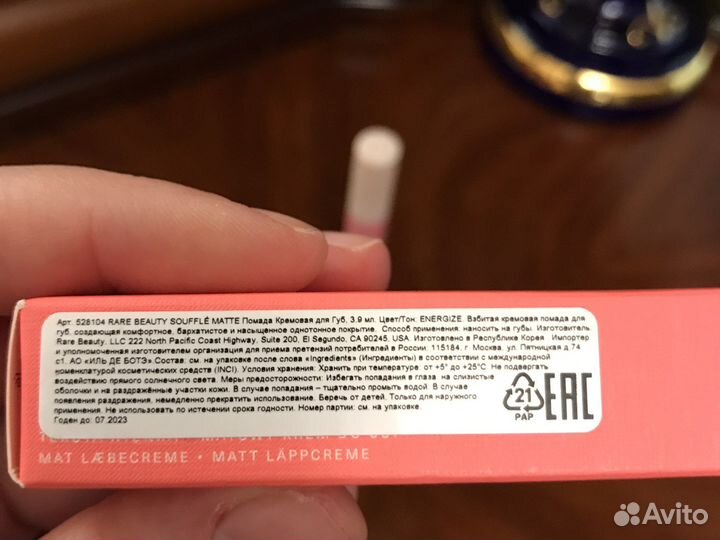 Арт. 528104 RARE BEAUTY SOUFFLÉ MATTE Помада Кремовая для Губ, 3.9 мл. Цвет/Тон: ENERGIZE. Взбитая кремовая помада для
губ, создающая комфортное, бархатистое и насыщенное однотонное покрытие. Способ применения: наносить на губы. Изготовитель
Rare Beauty, LLC 222 North Pacific Coast Highway, Suite 200, El Segundo, CA 90245, USA. Изготовлено в Республике Корея. Импортер
и уполномоченная изготовителем организация для приема претензий потребителей в России. 115184, г. Москва, ул. Пятницкая д.74
с1. АО «ИЛЬ ДЕ БОТЭ» Состав: см. на упаковке после слова «Ingredients» (Ингредиенты) в соответствии с международной
номенклатурой косметических средств (INCI). Условия хранения: Хранить при температуре: от +5° до +25°C. Не подвергать
воздействию прямого солнечного света. Меры предосторожности: Избегать попадания в глаза, на слизистые
оболочки и на раздражённые участки кожи. В случае попадания – тщательно промыть водой. В случае
появления раздражения, немедленно прекратить использование. Беречь от детей. Только для наружного
применения. Не использовать по истечении срока годности. Номер партии: см. на упаковке.
Годен до: 07.2023
21
PAP
EAC
MAT LÆBECREME • MATT LÄPPCREME
Avito